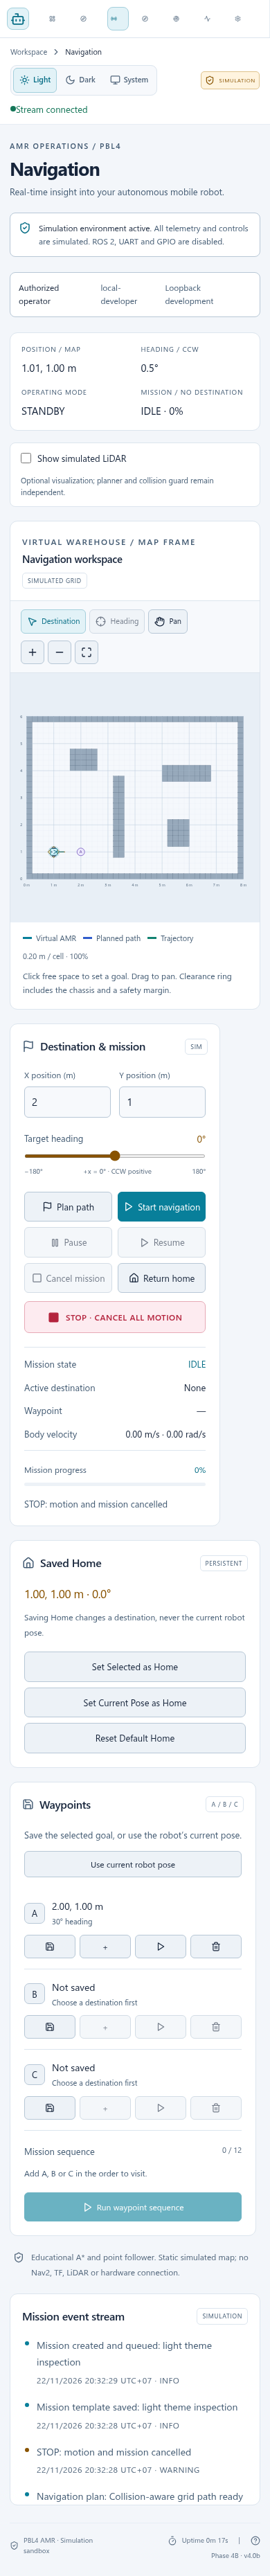 Workspace > Navigation
Light Dark System
SIMULATION
Stream connected
AMR OPERATIONS / PBL4
Navigation
Real-time insight into your autonomous mobile robot.
Simulation environment active. All telemetry and controls
are simulated. ROS 2, UART and GPIO are disabled.
Authorized operator
local-developer
Loopback development
POSITION / MAP
1.01, 1.00 m
HEADING / CCW
0.5°
OPERATING MODE
STANDBY
MISSION / NO DESTINATION
IDLE · 0%
Show simulated LiDAR
Optional visualization; planner and collision guard remain
independent.
VIRTUAL WAREHOUSE / MAP FRAME
Navigation workspace
SIMULATED GRID
Destination Heading Pan
+ −
6
5
4
3
2
1
0
0 m 1 m 2 m 3 m 4 m 5 m 6 m 7 m 8 m
A
Virtual AMR Planned path Trajectory
0.20 m / cell · 100%
Click free space to set a goal. Drag to pan. Clearance ring
includes the chassis and a safety margin.
Destination & mission
SIM
X position (m) Y position (m)
2 1
Target heading 0°
−180° +x = 0° · CCW positive 180°
Plan path Start navigation
Pause Resume
Cancel mission Return home
STOP · CANCEL ALL MOTION
Mission state IDLE
Active destination None
Waypoint —
Body velocity 0.00 m/s · 0.00 rad/s
Mission progress 0%
STOP: motion and mission cancelled
Saved Home
PERSISTENT
1.00, 1.00 m · 0.0°
Saving Home changes a destination, never the current robot
pose.
Set Selected as Home
Set Current Pose as Home
Reset Default Home
Waypoints
A / B / C
Save the selected goal, or use the robot's current pose.
Use current robot pose
A
2.00, 1.00 m
30° heading
+
B
Not saved
Choose a destination first
+
C
Not saved
Choose a destination first
+
Mission sequence 0 / 12
Add A, B or C in the order to visit.
Run waypoint sequence
Educational A* and point follower. Static simulated map; no
Nav2, TF, LiDAR or hardware connection.
Mission event stream
SIMULATION
Mission created and queued: light theme
inspection
22/11/2026 20:32:29 UTC+07 · INFO
Mission template saved: light theme inspection
22/11/2026 20:32:28 UTC+07 · INFO
STOP: motion and mission cancelled
22/11/2026 20:32:28 UTC+07 · WARNING
Navigation plan: Collision-aware grid path ready
PBL4 AMR · Simulation
sandbox
Uptime 0m 17s |
Phase 4B · v4.0b